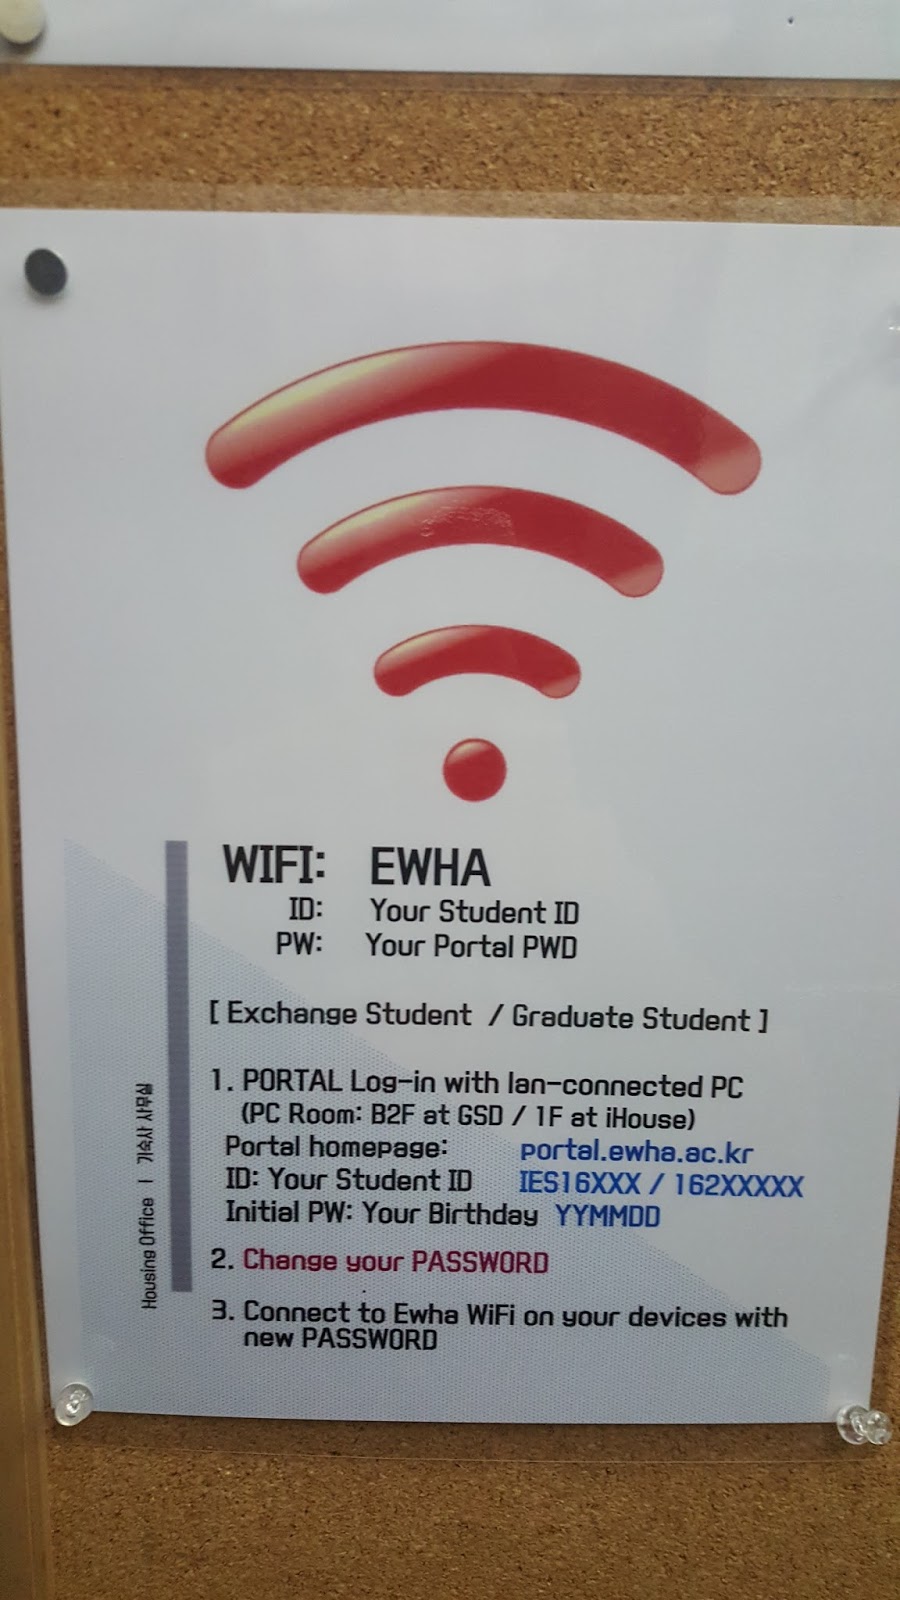 WIFI: EWHA
ID: Your Student ID
PW: Your Portal PWD
[ Exchange Student / Graduate Student ]
1. PORTAL Log-in with lan-connected PC
(PC Room: B2F at GSD / 1F at iHouse)
Portal homepage: portal.ewha.ac.kr
ID: Your Student ID IES16XXX / 162XXXXX
Initial PW: Your Birthday YYMMDD
2. Change your PASSWORD
3. Connect to Ewha WiFi on your devices with
new PASSWORD
Housing Office | 기숙사 사무실